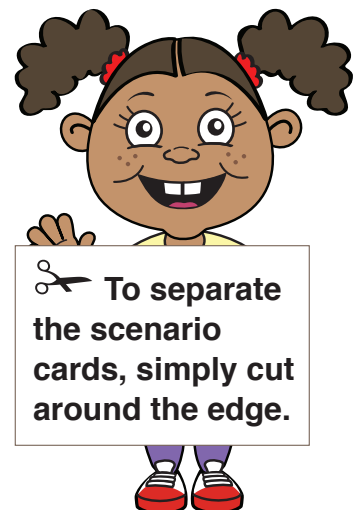 To separate
the scenario
cards, simply cut
around the edge.